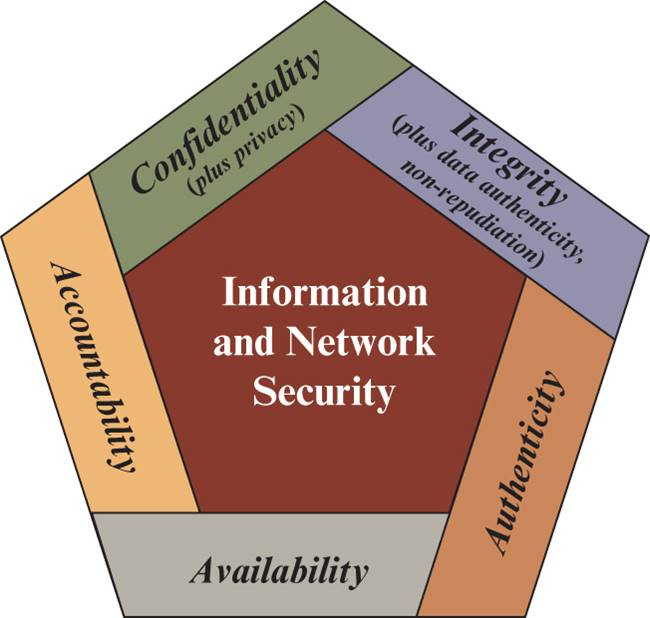 Confidentiality
(plus privacy)
Integrity
(plus data authenticity,
non-repudiation)
Information
and Network
Security
Accountability
Authenticity
Availability